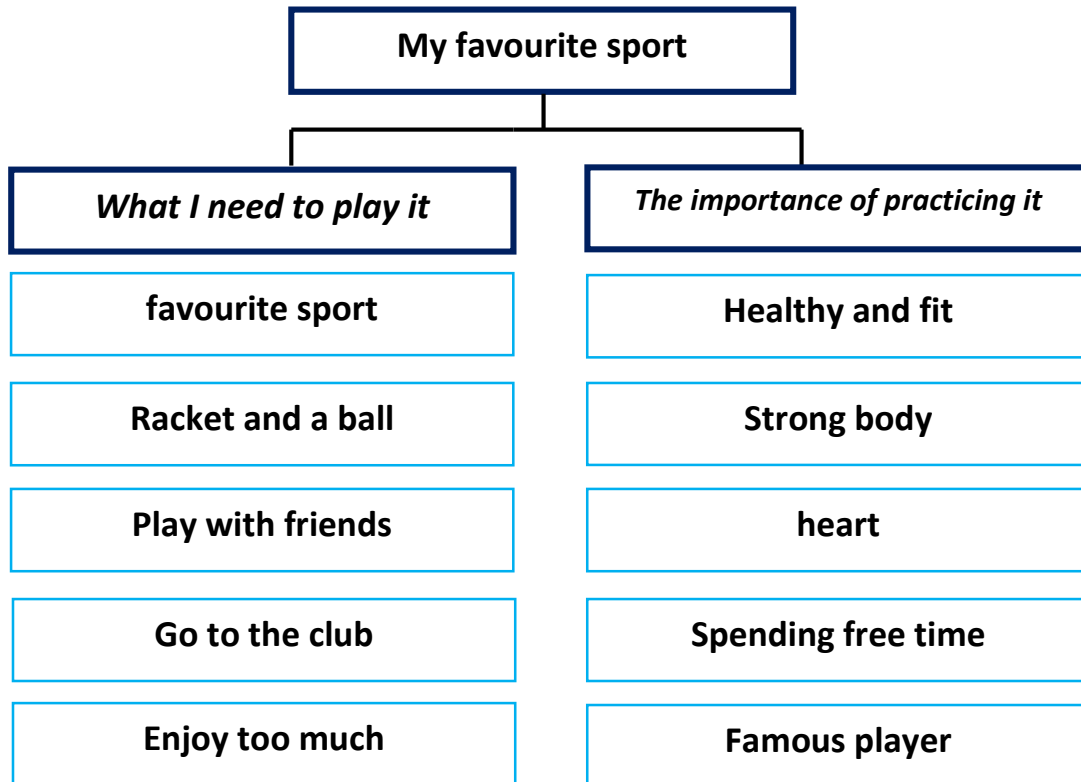 My favourite sport
What I need to play it
The importance of practicing it
favourite sport
Healthy and fit
Racket and a ball
Strong body
Play with friends
heart
Go to the club
Spending free time
Enjoy too much
Famous player